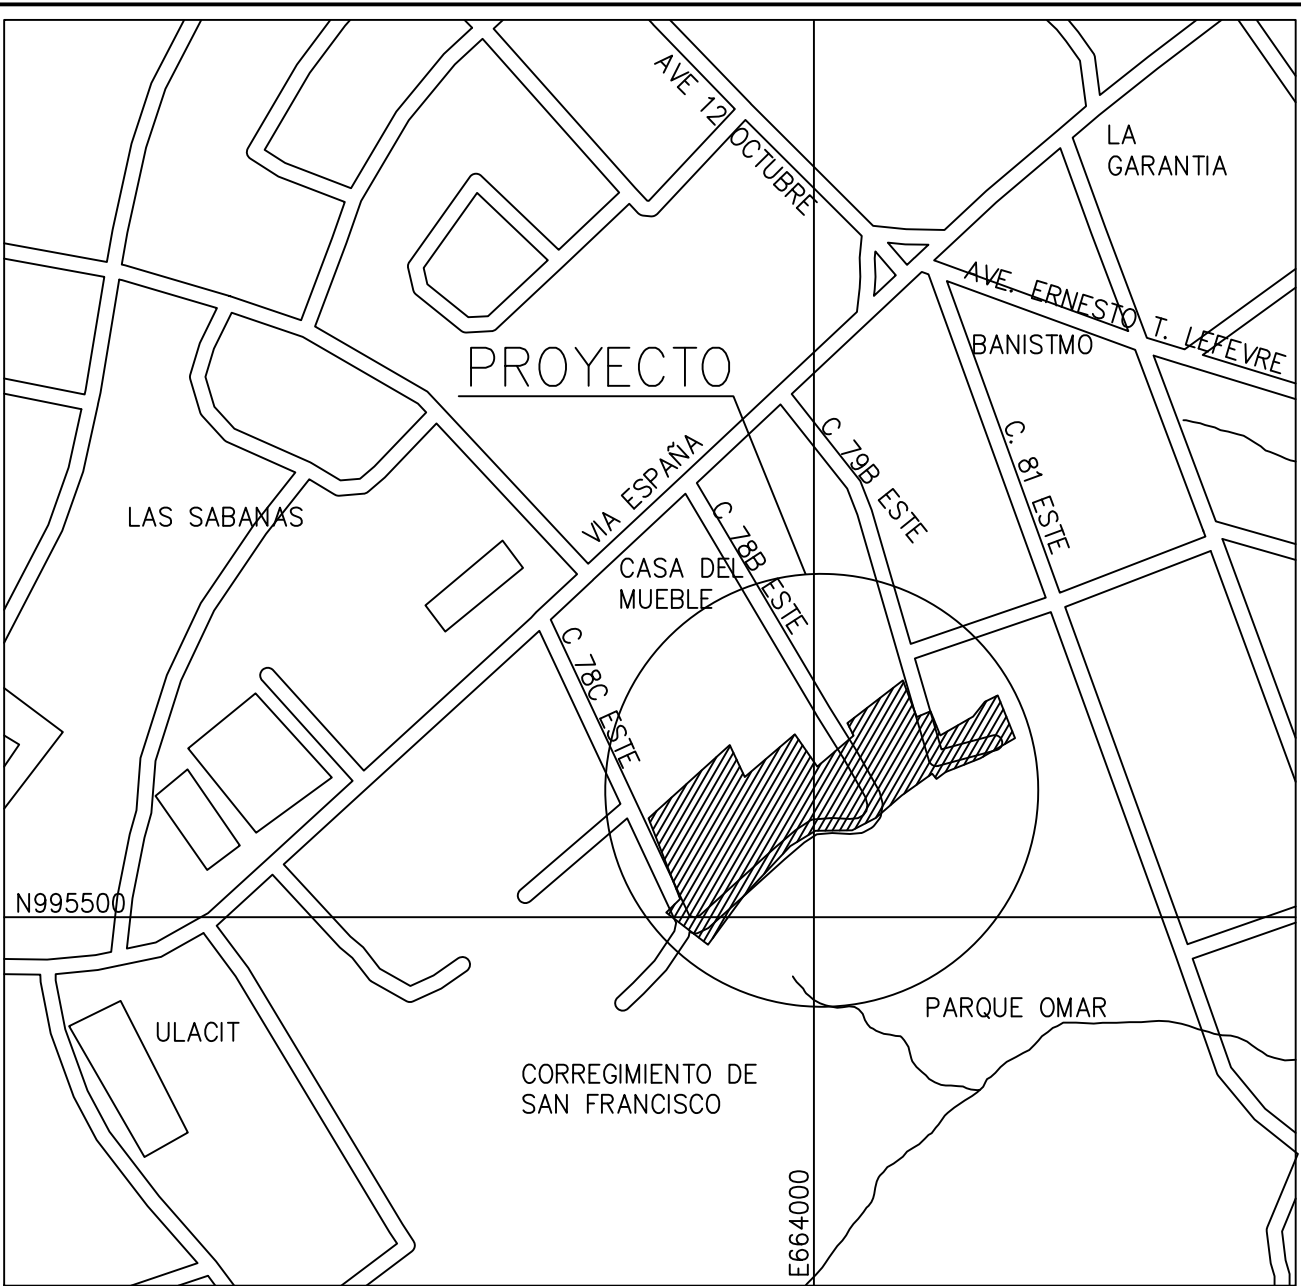 AVE 12 OCTUBRE
LA
GARANTIA
AVE. ERNESTO T. LEFEVRE
BANISTMO
PROYECTO
C 79B ESTE
C. 81 ESTE
VIA ESPAÑA
LAS SABANAS
C 78B ESTE
CASA DEL
MUEBLE
C 78C ESTE
N995500
PARQUE OMAR
ULACIT
CORREGIMIENTO DE
SAN FRANCISCO
E664000